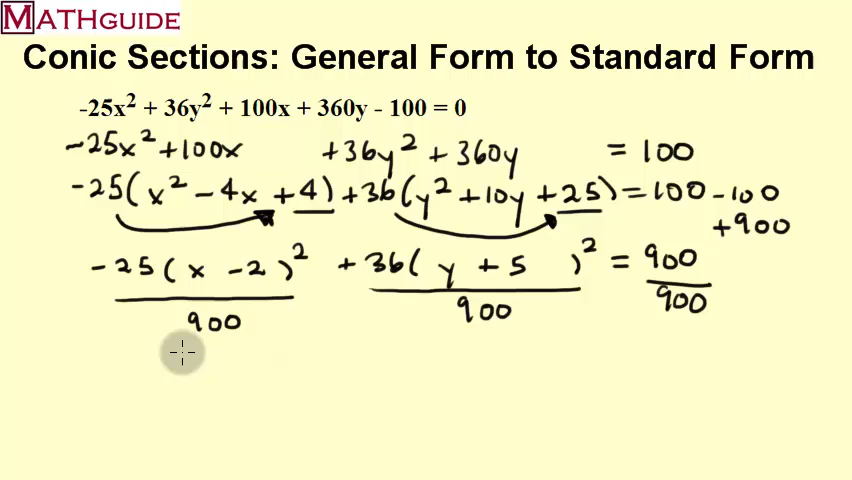 MATHGUIDE
Conic Sections: General Form to Standard Form
-25x² + 36y² + 100x + 360y - 100 = 0
-25x² +100x +36y² + 360y = 100
-25(x² - 4x +4) +36(y² +10y +25) = 100 -100
+900
-25(x -2)² +36(y +5 )² = 900
900 900 900